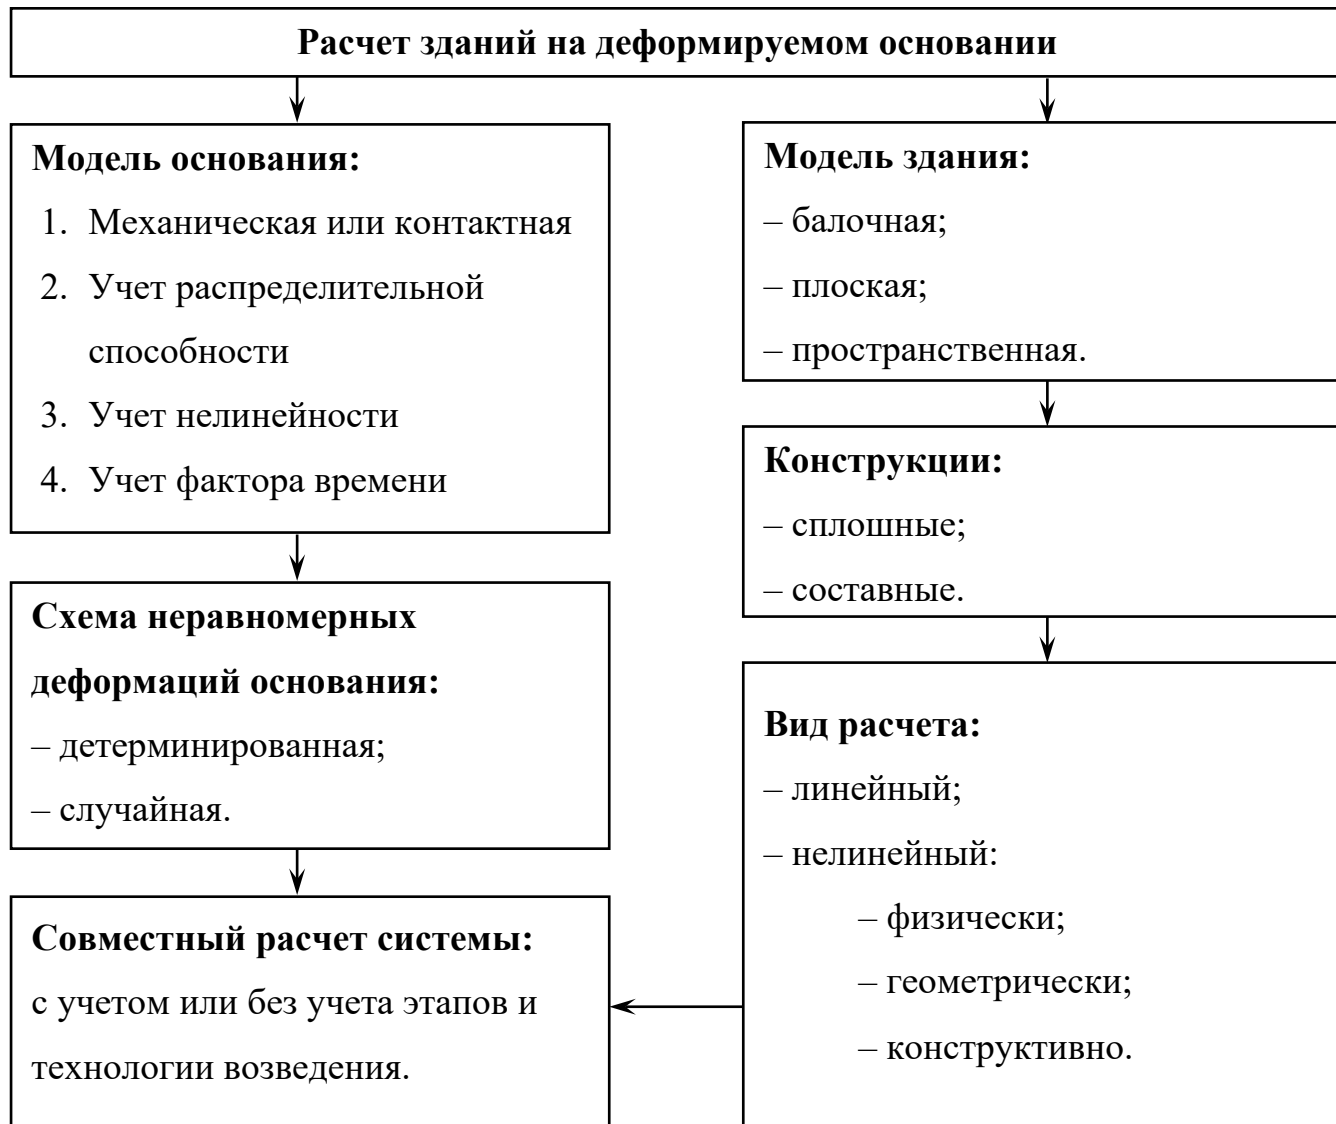 Расчет зданий на деформируемом основании
Модель основания:
1. Механическая или контактная
2. Учет распределительной
способности
3. Учет нелинейности
4. Учет фактора времени
Схема неравномерных
деформаций основания:
– детерминированная;
– случайная.
Совместный расчет системы:
с учетом или без учета этапов и
технологии возведения.
Модель здания:
– балочная;
– плоская;
– пространственная.
Конструкции:
– сплошные;
– составные.
Вид расчета:
– линейный;
– нелинейный:
– физически;
– геометрически;
– конструктивно.